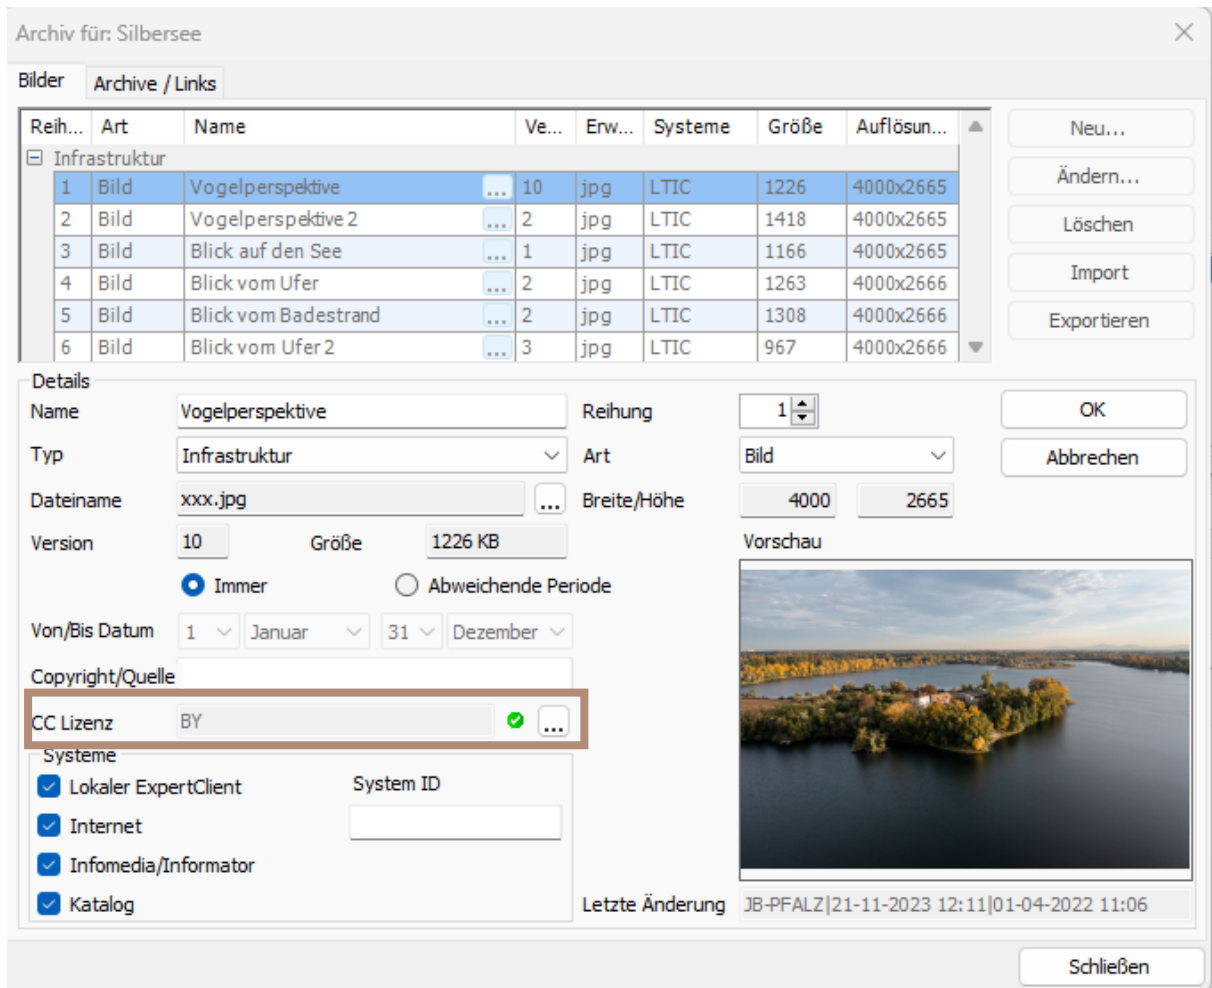 Archiv für: Silbersee
Bilder Archive / Links
Reih... Art Name Ve... Erw... Systeme Größe Auflösun...
Infrastruktur
1 Bild Vogelperspektive ... 10 jpg LTIC 1226 4000x2665
2 Bild Vogelperspektive 2 ... 2 jpg LTIC 1418 4000x2665
3 Bild Blick auf den See ... 1 jpg LTIC 1166 4000x2665
4 Bild Blick vom Ufer ... 2 jpg LTIC 1263 4000x2666
5 Bild Blick vom Badestrand ... 2 jpg LTIC 1308 4000x2666
6 Bild Blick vom Ufer 2 ... 3 jpg LTIC 967 4000x2666
Neu...
Ändern...
Löschen
Import
Exportieren
Details
Name Vogelperspektive Reihung 1 OK
Typ Infrastruktur Art Bild Abbrechen
Dateiname xxx.jpg ... Breite/Höhe 4000 2665
Version 10 Größe 1226 KB Vorschau
Immer Abweichende Periode
Von/Bis Datum 1 Januar 31 Dezember
Copyright/Quelle
CC Lizenz BY ...
Systeme
Lokaler ExpertClient System ID
Internet
Infomedia/Informator
Katalog Letzte Änderung JB-PFALZ|21-11-2023 12:11|01-04-2022 11:06
Schließen